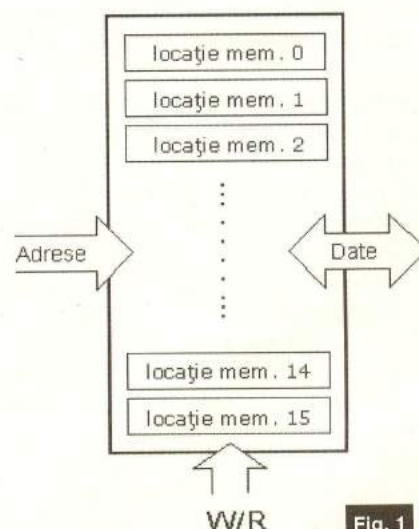 locaţie mem. 0
locaţie mem. 1
locaţie mem. 2
Adrese
Date
locaţie mem. 14
locaţie mem. 15
W/R
Fig. 1